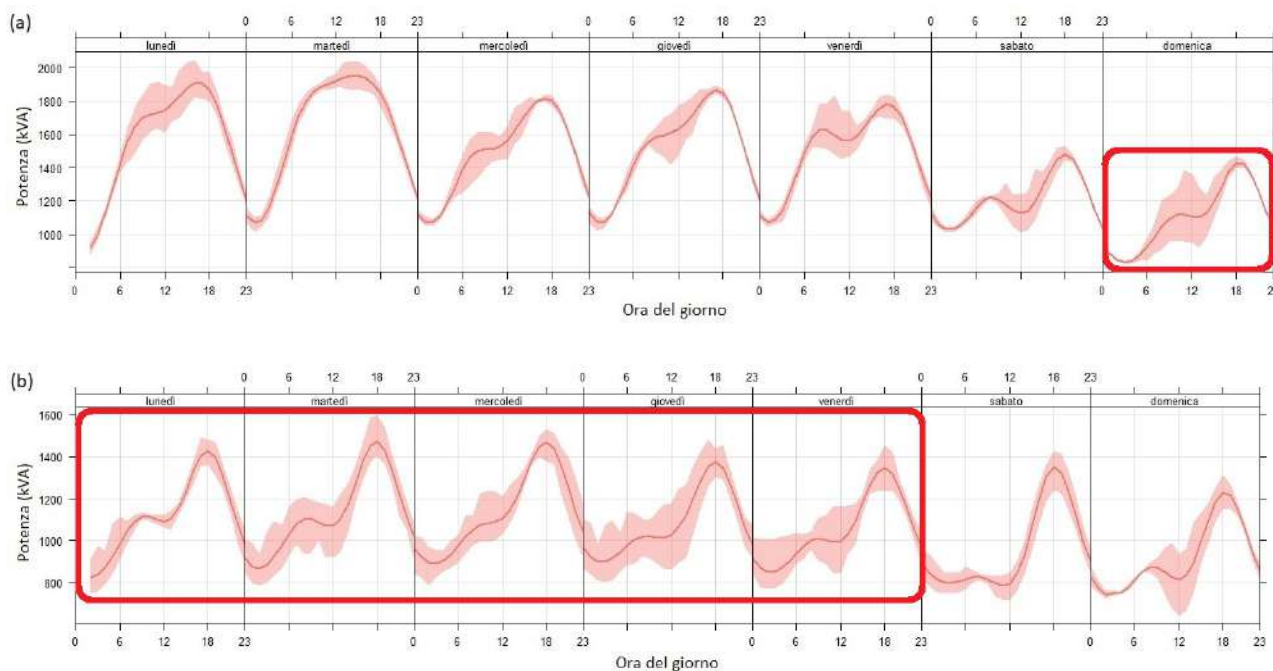 (a)
0 6 12 18 23 0 6 12 18 23 0 6 12 18 23
lunedì martedì mercoledì giovedì venerdì sabato domenica
Potenza (kVA)
2000
1800
1600
1400
1200
1000
0 6 12 18 23 0 6 12 18 23 0 6 12 18 23 0 6 12 18 2
Ora del giorno
(b)
0 6 12 18 23 0 6 12 18 23 0 6 12 18 23
lunedì martedì mercoledì giovedì venerdì sabato domenica
Potenza (kVA)
1600
1400
1200
1000
800
0 6 12 18 23 0 6 12 18 23 0 6 12 18 23 0 6 12 18 23
Ora del giorno